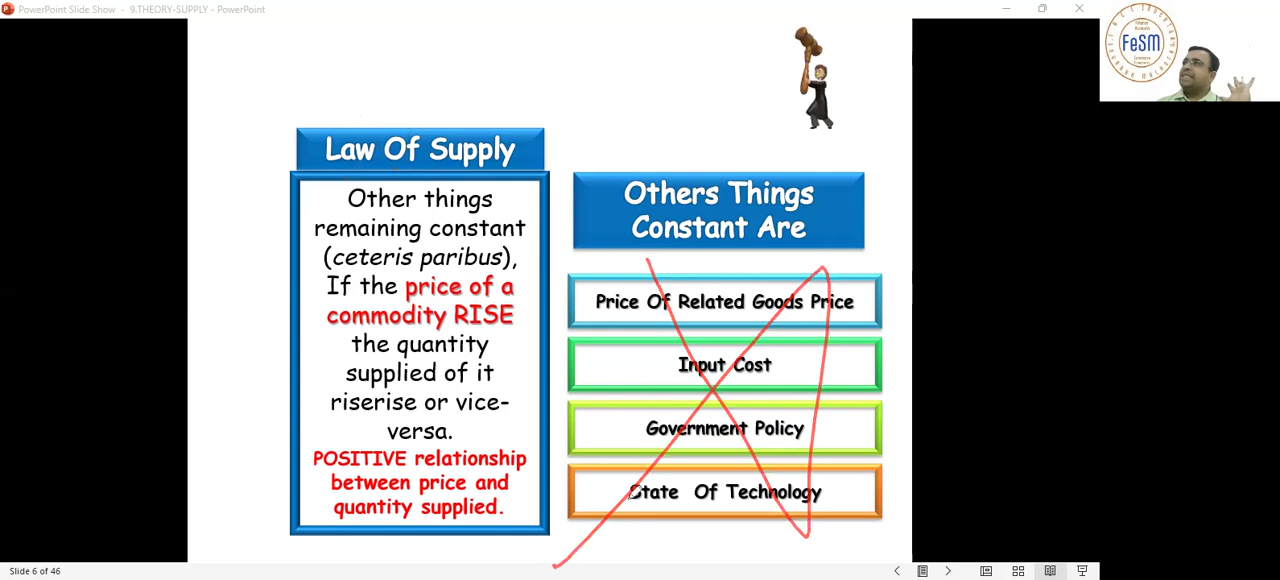 PowerPoint Slide Show - 9.THEORY-SUPPLY - PowerPoint
FeSM
Law Of Supply
Other things
remaining constant
(ceteris paribus),
If the price of a
commodity RISE
the quantity
supplied of it
riserise or vice-
versa.
POSITIVE relationship
between price and
quantity supplied.
Others Things
Constant Are
Price Of Related Goods Price
Input Cost
Government Policy
State Of Technology
Slide 6 of 46